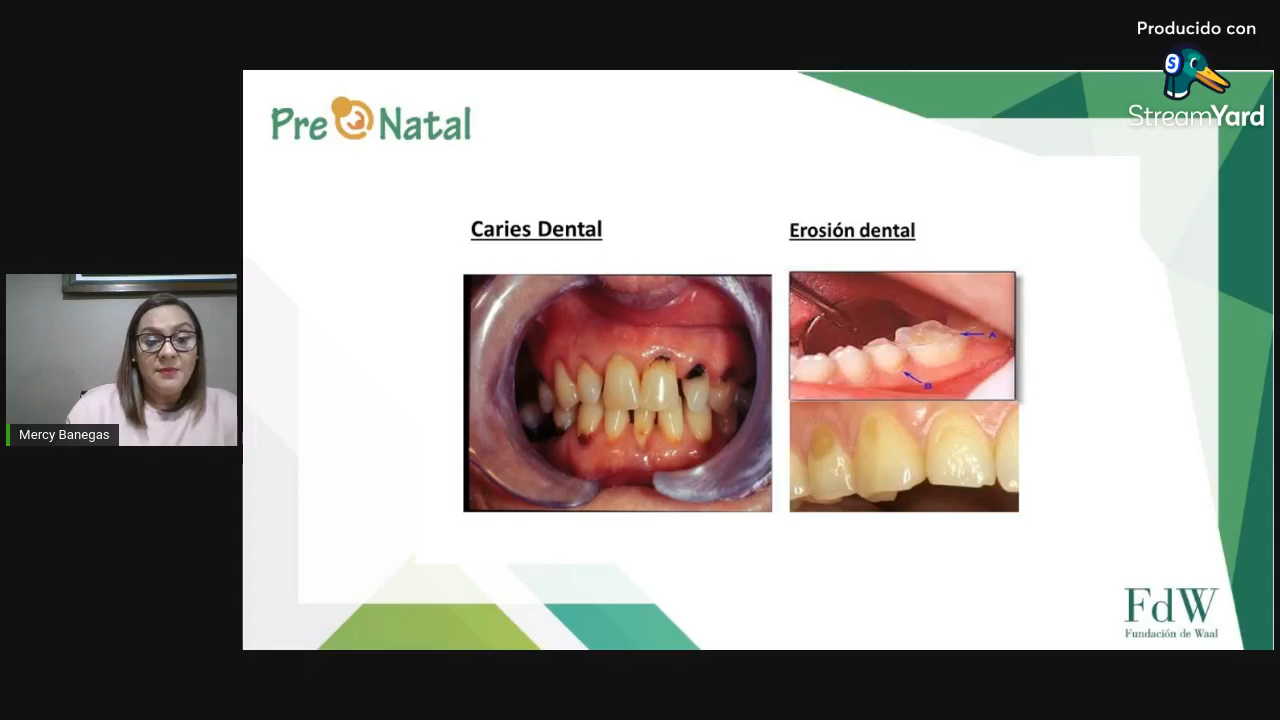 Producido con
StreamYard
Pre Natal
Caries Dental
Erosión dental
A
B
Mercy Banegas
FdW
Fundación de Waal